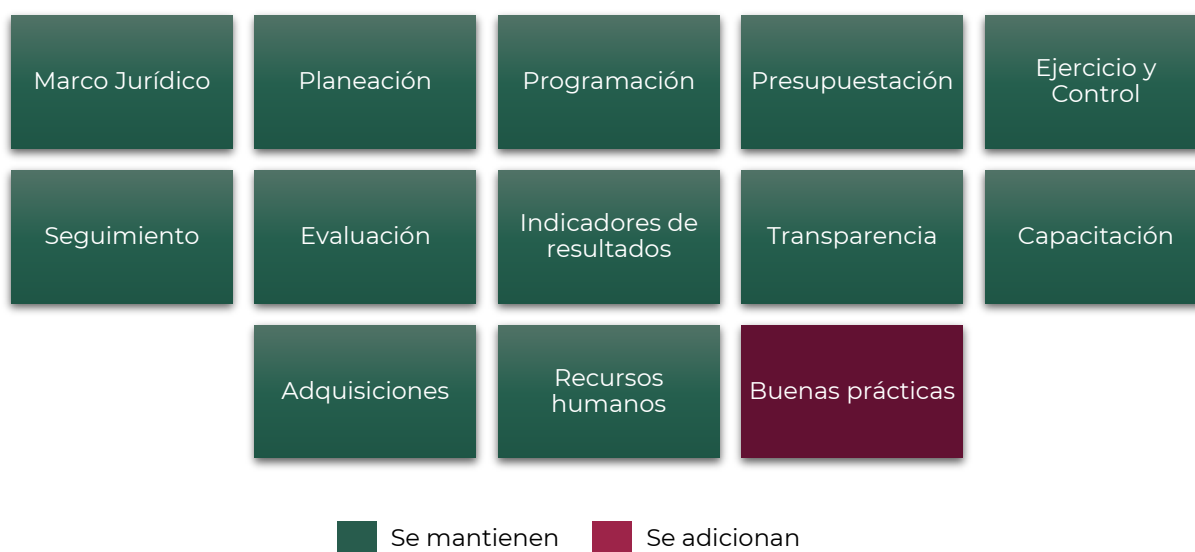 Marco Jurídico
Planeación
Programación
Presupuestación
Ejercicio y
Control
Seguimiento
Evaluación
Indicadores de
resultados
Transparencia
Capacitación
Adquisiciones
Recursos
humanos
Buenas prácticas
Se mantienen
Se adicionan